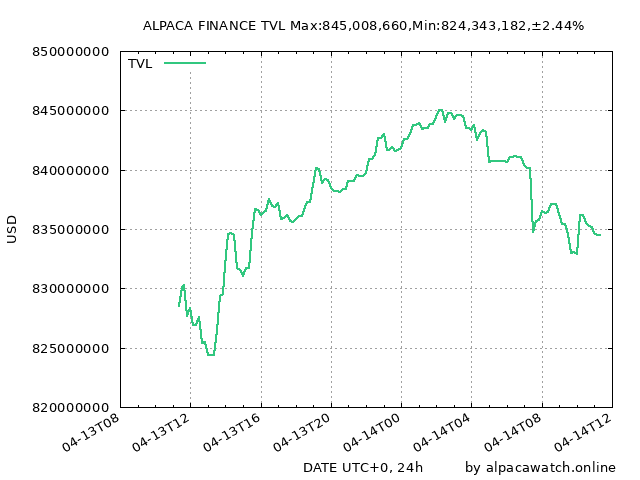 ALPACA FINANCE TVL Max:845,008,660,Min:824,343,182,±2.44%
850000000
TVL
845000000
840000000
835000000
USD
830000000
825000000
820000000
04-13T08
04-13T12
04-13T16
04-13T20
04-14T00
04-14T04
04-14T08
04-14T12
DATE UTC+0, 24h
by alpacawatch.online